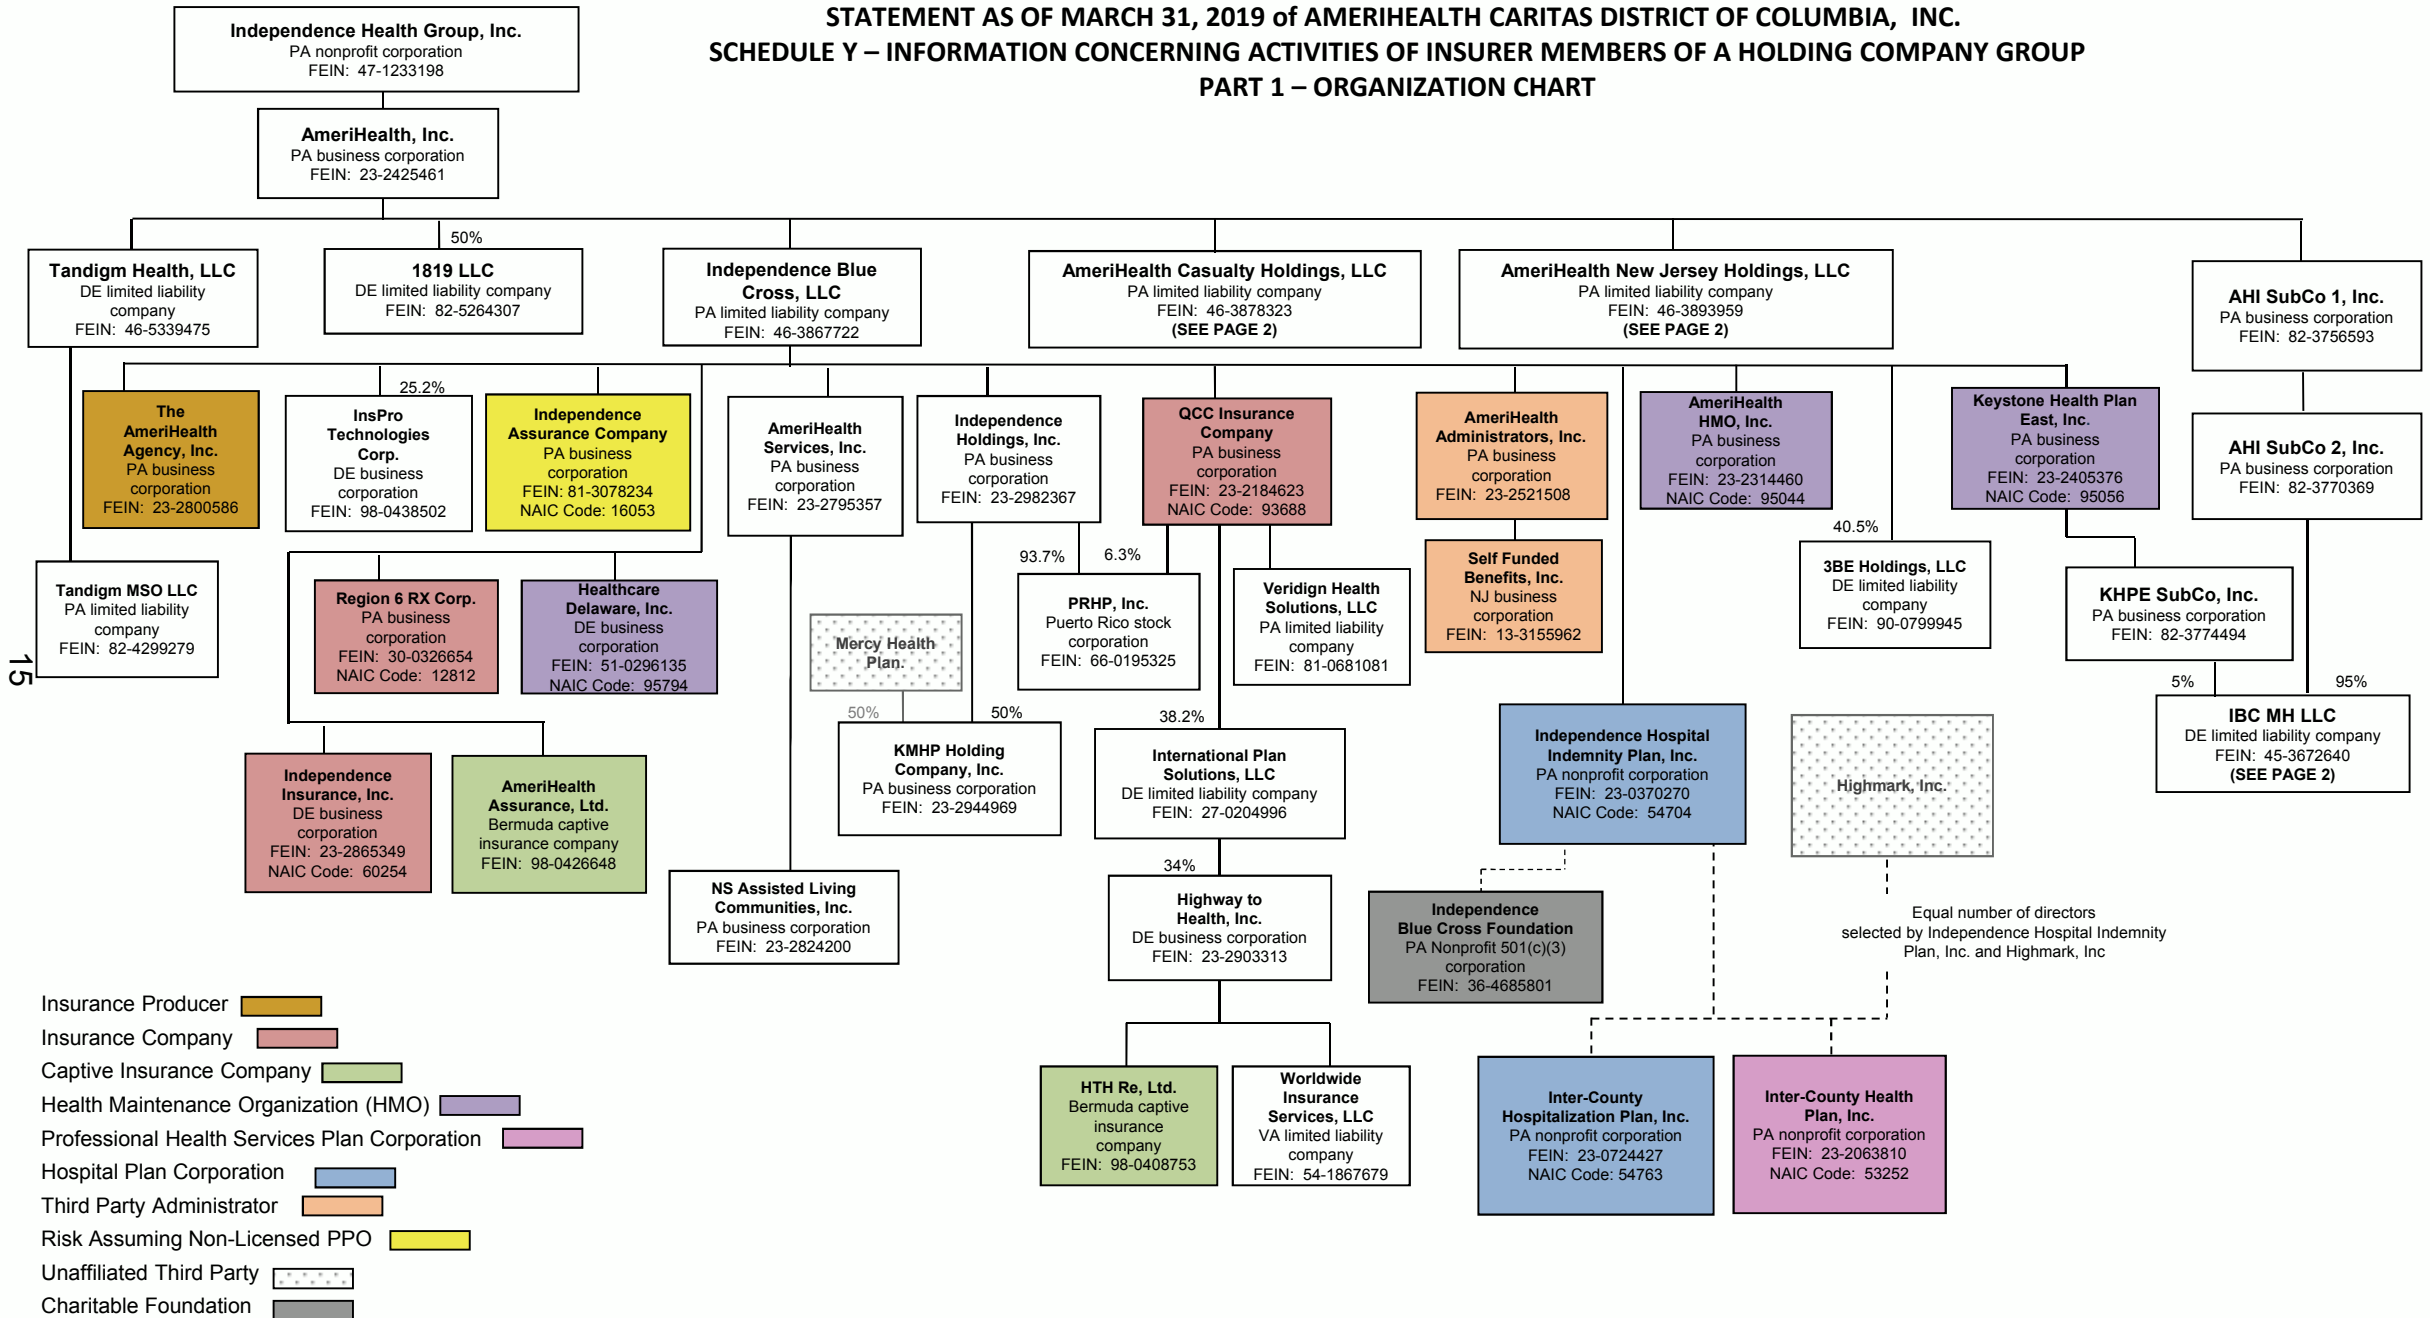 STATEMENT AS OF MARCH 31, 2019 of AMERIHEALTH CARITAS DISTRICT OF COLUMBIA, INC.
SCHEDULE Y – INFORMATION CONCERNING ACTIVITIES OF INSURER MEMBERS OF A HOLDING COMPANY GROUP
PART 1 – ORGANIZATION CHART
Independence Health Group, Inc.
PA nonprofit corporation
FEIN: 47-1233198
AmeriHealth, Inc.
PA business corporation
FEIN: 23-2425461
Tandigm Health, LLC
DE limited liability
company
FEIN: 46-5339475
50%
1819 LLC
DE limited liability company
FEIN: 82-5264307
Independence Blue
Cross, LLC
PA limited liability company
FEIN: 46-3867722
AmeriHealth Casualty Holdings, LLC
PA limited liability company
FEIN: 46-3878323
(SEE PAGE 2)
AmeriHealth New Jersey Holdings, LLC
PA limited liability company
FEIN: 46-3893959
(SEE PAGE 2)
AHI SubCo 1, Inc.
PA business corporation
FEIN: 82-3756593
The
AmeriHealth
Agency, Inc.
PA business
corporation
FEIN: 23-2800586
25.2%
InsPro
Technologies
Corp.
DE business
corporation
FEIN: 98-0438502
Independence
Assurance Company
PA business
corporation
FEIN: 81-3078234
NAIC Code: 16053
AmeriHealth
Services, Inc.
PA business
corporation
FEIN: 23-2795357
Independence
Holdings, Inc.
PA business
corporation
FEIN: 23-2982367
QCC Insurance
Company
PA business
corporation
FEIN: 23-2184623
NAIC Code: 93688
AmeriHealth
Administrators, Inc.
PA business
corporation
FEIN: 23-2521508
AmeriHealth
HMO, Inc.
PA business
corporation
FEIN: 23-2314460
NAIC Code: 95044
Keystone Health Plan
East, Inc.
PA business
corporation
FEIN: 23-2405376
NAIC Code: 95056
AHI SubCo 2, Inc.
PA business corporation
FEIN: 82-3770369
Tandigm MSO LLC
PA limited liability
company
FEIN: 82-4299279
Region 6 RX Corp.
PA business
corporation
FEIN: 30-0326654
NAIC Code: 12812
Healthcare
Delaware, Inc.
DE business
corporation
FEIN: 51-0296135
NAIC Code: 95794
Mercy Health
Plan.
93.7%
6.3%
PRHP, Inc.
Puerto Rico stock
corporation
FEIN: 66-0195325
Veridign Health
Solutions, LLC
PA limited liability
company
FEIN: 81-0681081
Self Funded
Benefits, Inc.
NJ business
corporation
FEIN: 13-3155962
40.5%
3BE Holdings, LLC
DE limited liability
company
FEIN: 90-0799945
KHPE SubCo, Inc.
PA business corporation
FEIN: 82-3774494
15
5%
95%
IBC MH LLC
DE limited liability company
FEIN: 45-3672640
(SEE PAGE 2)
Independence
Insurance, Inc.
DE business
corporation
FEIN: 23-2865349
NAIC Code: 60254
AmeriHealth
Assurance, Ltd.
Bermuda captive
insurance company
FEIN: 98-0426648
50%
50%
KMHP Holding
Company, Inc.
PA business corporation
FEIN: 23-2944969
38.2%
International Plan
Solutions, LLC
DE limited liability company
FEIN: 27-0204996
Independence Hospital
Indemnity Plan, Inc.
PA nonprofit corporation
FEIN: 23-0370270
NAIC Code: 54704
Highmark, Inc.
NS Assisted Living
Communities, Inc.
PA business corporation
FEIN: 23-2824200
34%
Highway to
Health, Inc.
DE business corporation
FEIN: 23-2903313
Independence
Blue Cross Foundation
PA Nonprofit 501(c)(3)
corporation
FEIN: 36-4685801
Equal number of directors
selected by Independence Hospital Indemnity
Plan, Inc. and Highmark, Inc
HTH Re, Ltd.
Bermuda captive
insurance
company
FEIN: 98-0408753
Worldwide
Insurance
Services, LLC
VA limited liability
company
FEIN: 54-1867679
Inter-County
Hospitalization Plan, Inc.
PA nonprofit corporation
FEIN: 23-0724427
NAIC Code: 54763
Inter-County Health
Plan, Inc.
PA nonprofit corporation
FEIN: 23-2063810
NAIC Code: 53252
Insurance Producer
Insurance Company
Captive Insurance Company
Health Maintenance Organization (HMO)
Professional Health Services Plan Corporation
Hospital Plan Corporation
Third Party Administrator
Risk Assuming Non-Licensed PPO
Unaffiliated Third Party
Charitable Foundation